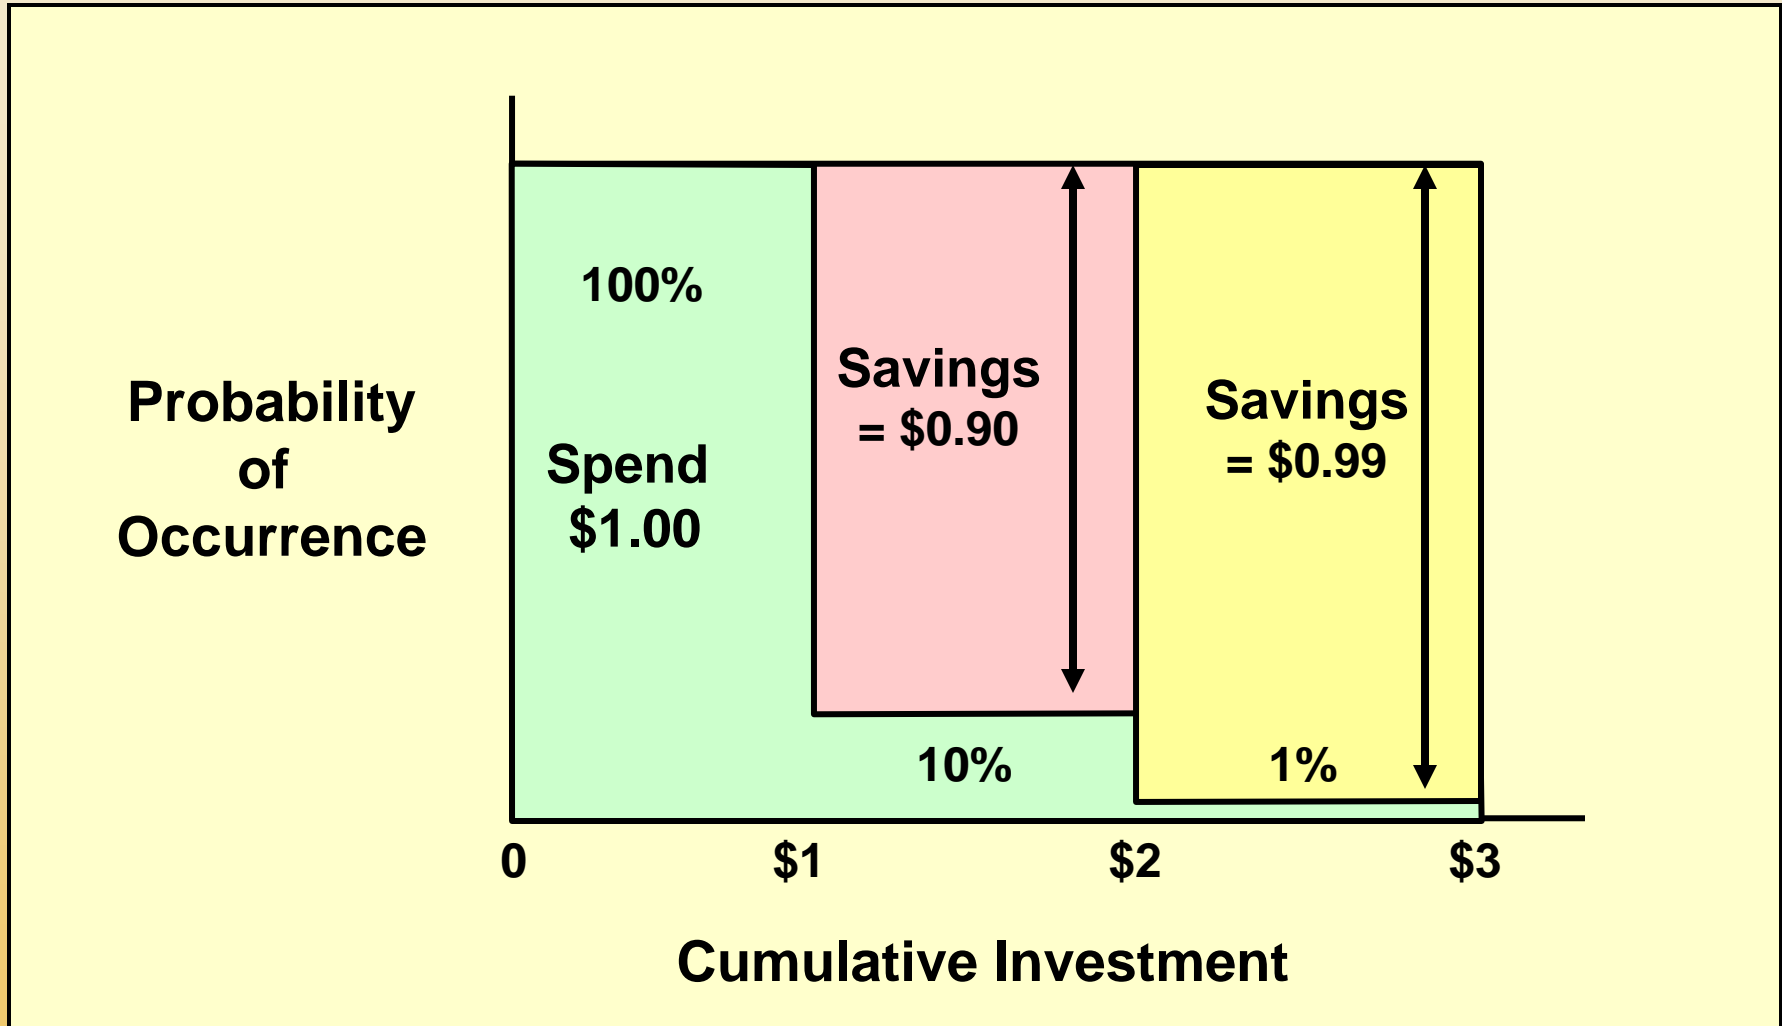 100%
Savings
= $0.90
Savings
= $0.99
Probability
of
Occurrence
Spend
$1.00
10%
1%
0
$1
$2
$3
Cumulative Investment